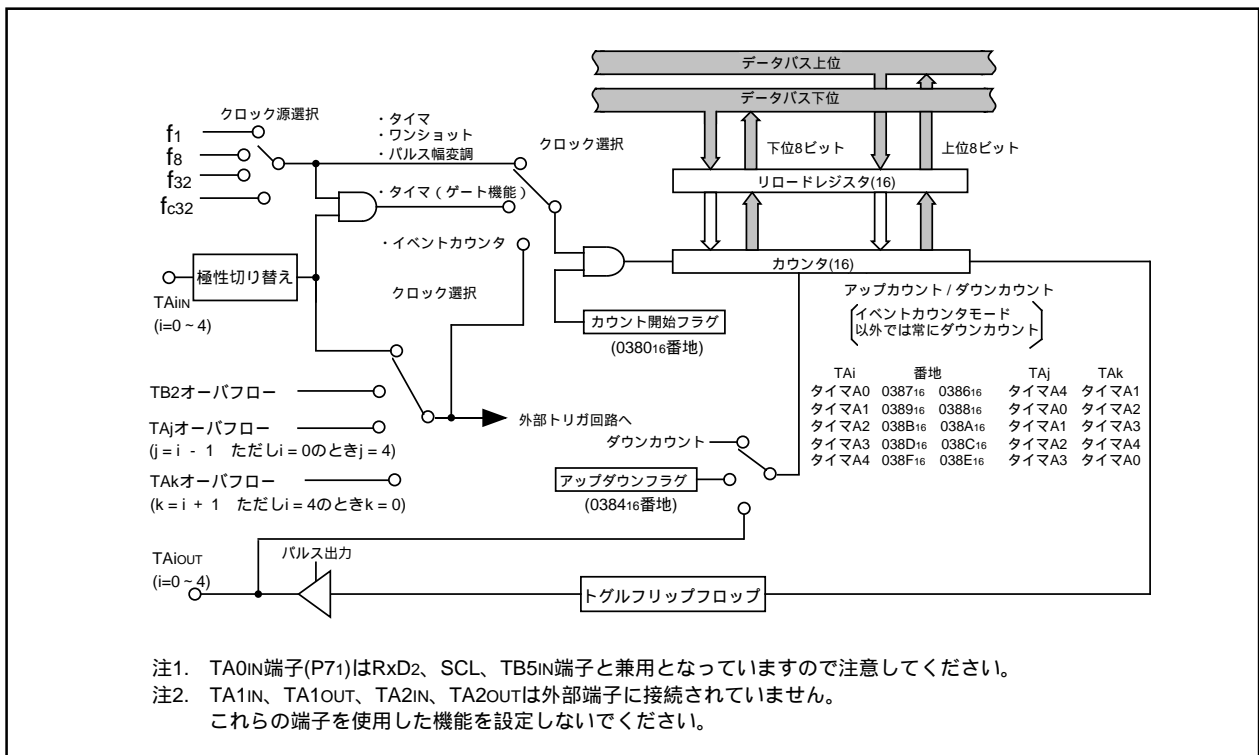 データバス上位
データバス下位
下位8ビット
上位8ビット
リロードレジスタ(16)
カウンタ(16)
クロック源選択
f1
f8
f32
fc32
・タイマ
・ワンショット
・パルス幅変調
クロック選択
・タイマ（ゲート機能）
・イベントカウンタ
極性切り替え
TAiIN
(i=0 ~ 4)
クロック選択
カウント開始フラグ
(038016番地)
アップカウント / ダウンカウント
イベントカウンタモード
以外では常にダウンカウント
TB2オーバフロー
TAjオーバフロー
(j = i - 1　ただしi = 0のときj = 4)
TAkオーバフロー
(k = i + 1　ただしi = 4のときk = 0)
外部トリガ回路へ
ダウンカウント
アップダウンフラグ
(038416番地)
TAi 番地 TAj TAk
タイマA0 038716 038616 タイマA4 タイマA1
タイマA1 038916 038816 タイマA0 タイマA2
タイマA2 038B16 038A16 タイマA1 タイマA3
タイマA3 038D16 038C16 タイマA2 タイマA4
タイマA4 038F16 038E16 タイマA3 タイマA0
TAiOUT
(i=0 ~ 4)
パルス出力
トグルフリップフロップ
注1. TA0IN端子(P71)はRxD2、SCL、TB5IN端子と兼用となっていますので注意してください。
注2. TA1IN、TA1OUT、TA2IN、TA2OUTは外部端子に接続されていません。
これらの端子を使用した機能を設定しないでください。